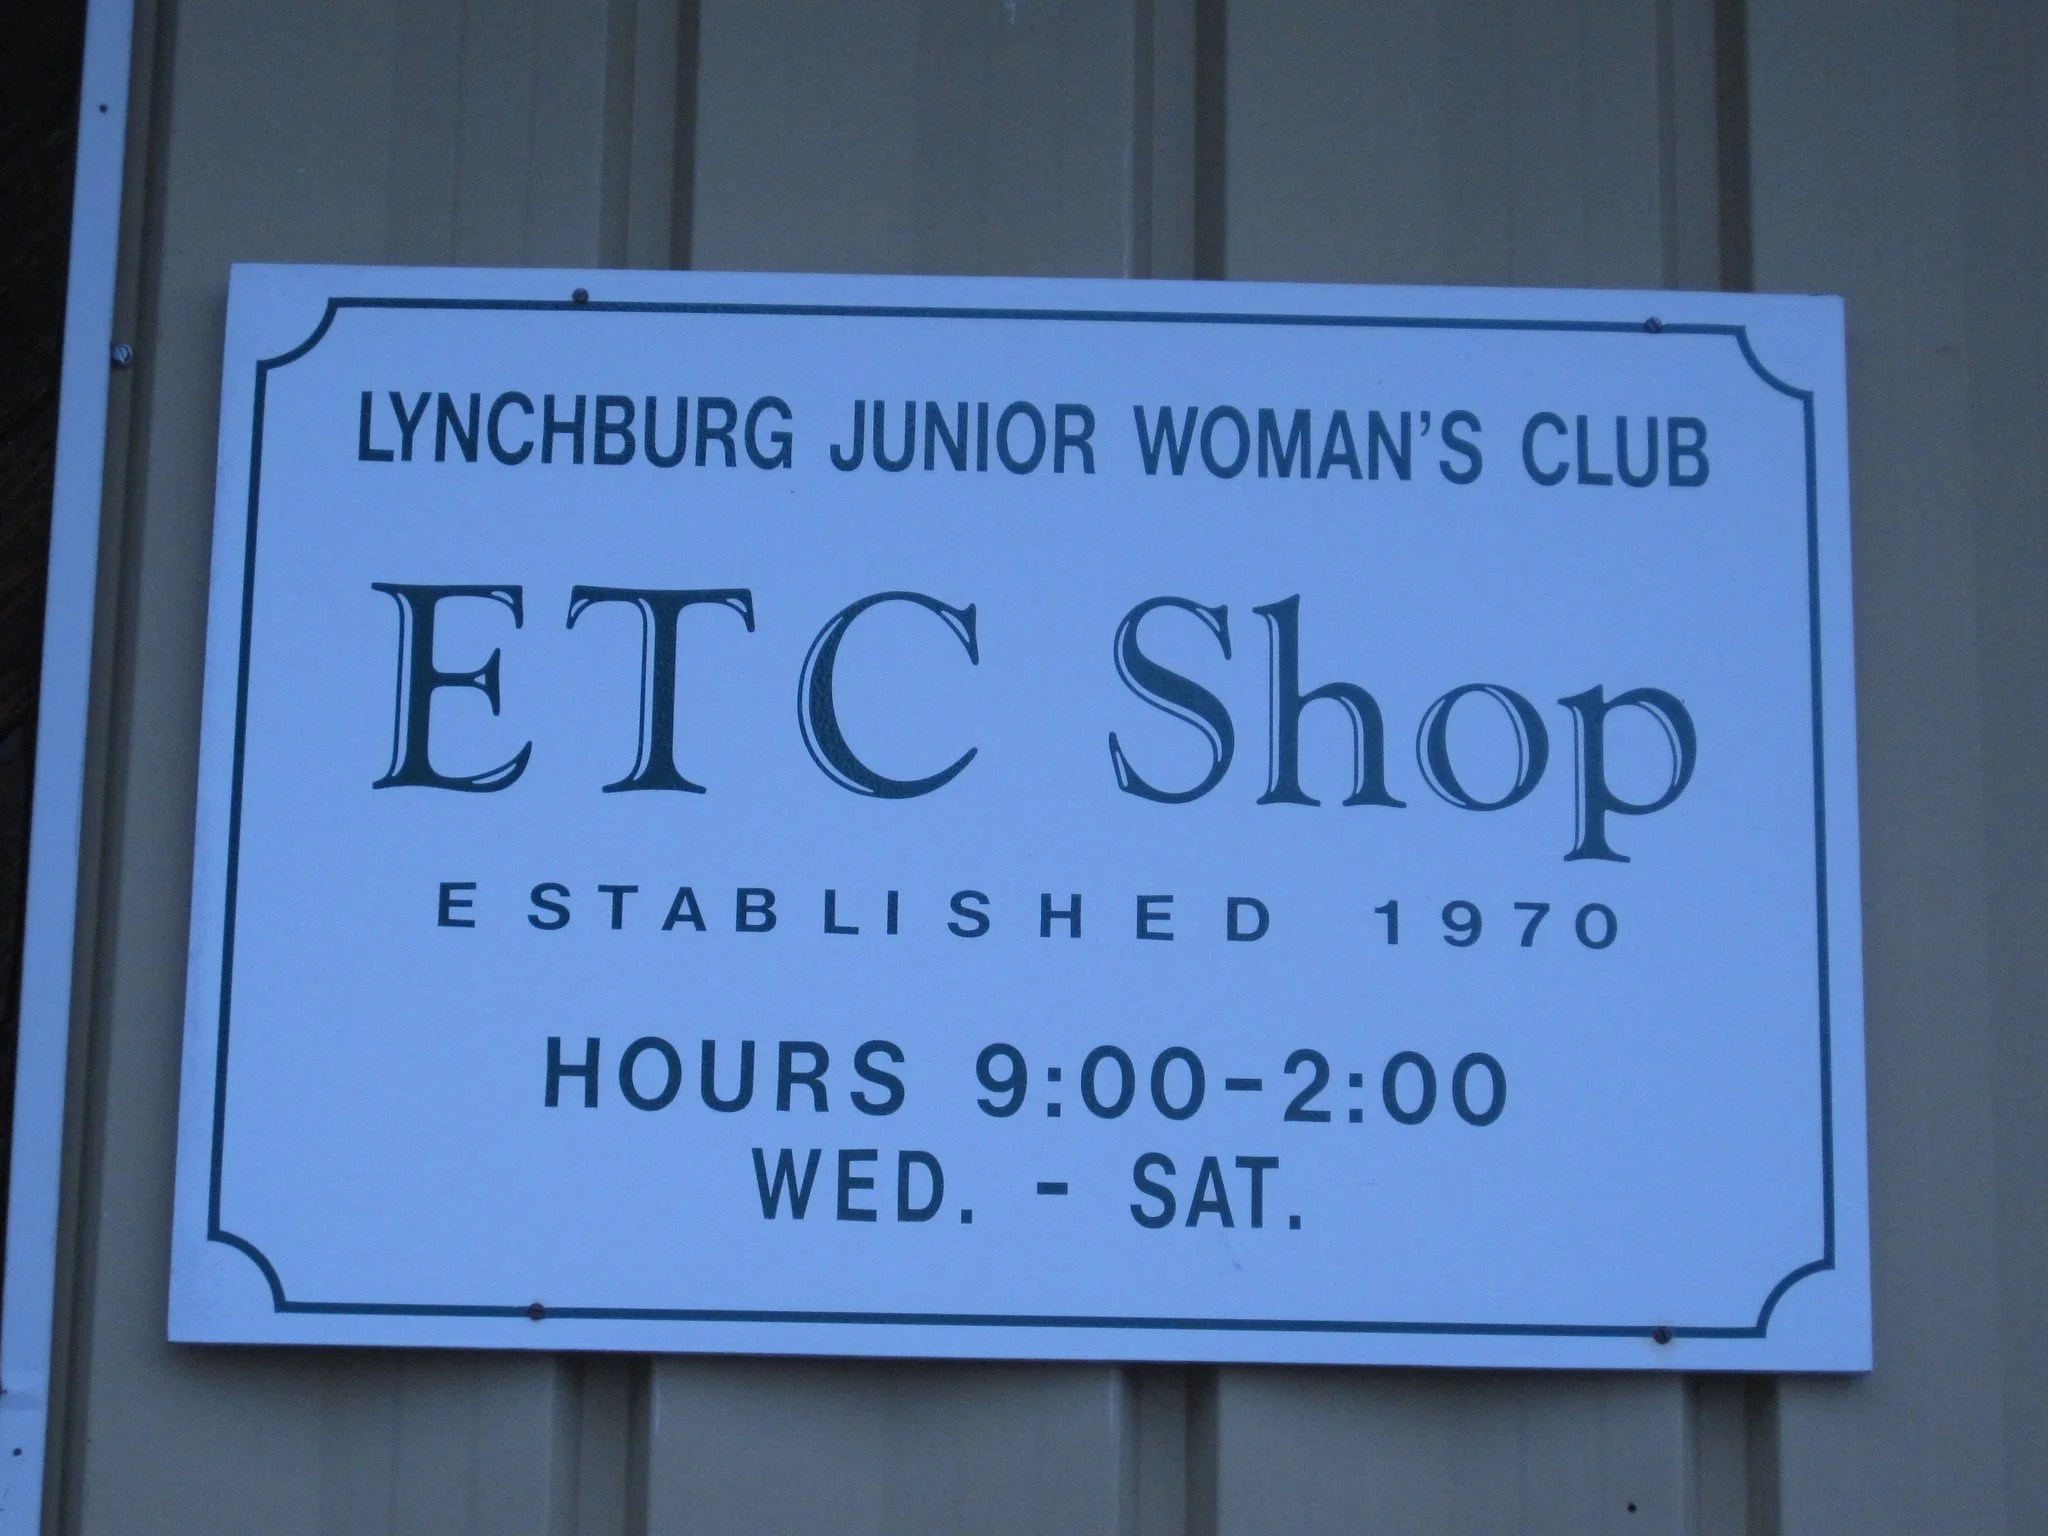 LYNCHBURG JUNIOR WOMAN'S CLUB
ETC Shop
ESTABLISHED 1970
HOURS 9:00-2:00
WED. - SAT.